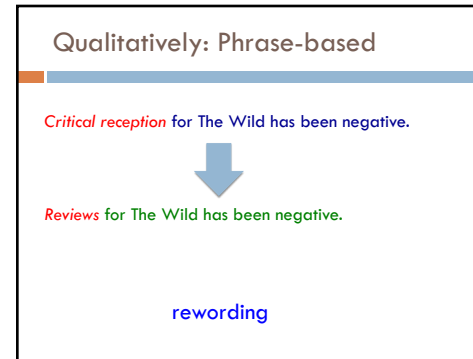 Qualitatively: Phrase-based
Critical reception for The Wild has been negative.
Reviews for The Wild has been negative.
rewording